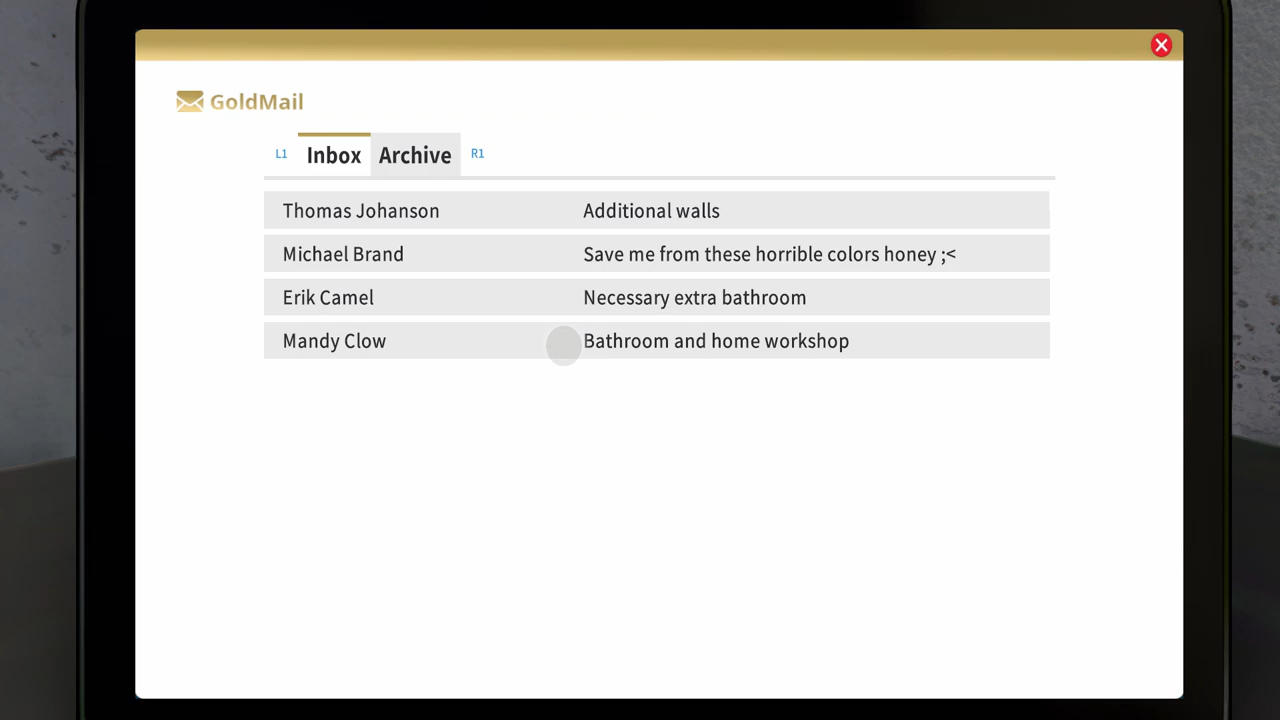 GoldMail
L1 Inbox Archive R1
Thomas Johanson Additional walls
Michael Brand Save me from these horrible colors honey ;<
Erik Camel Necessary extra bathroom
Mandy Clow Bathroom and home workshop